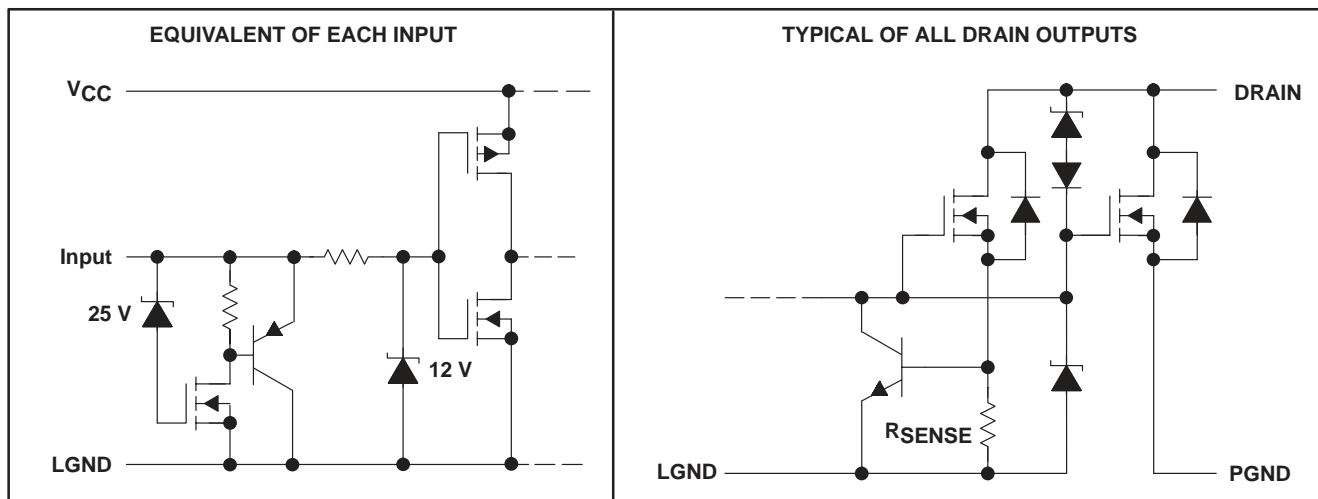 EQUIVALENT OF EACH INPUT
VCC
Input
25 V
12 V
LGND
TYPICAL OF ALL DRAIN OUTPUTS
DRAIN
RSENSE
LGND
PGND